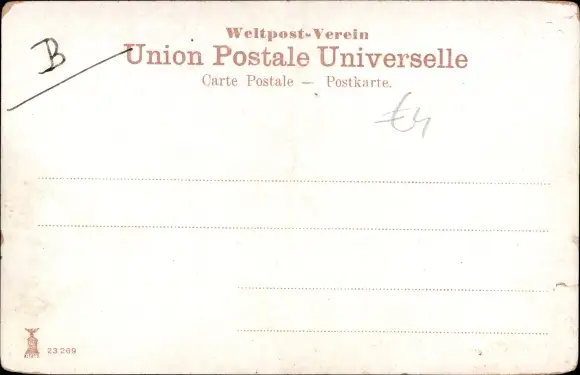 Weltpost-Verein
B
Union Postale Universelle
Carte Postale — Postkarte.
€4
23269